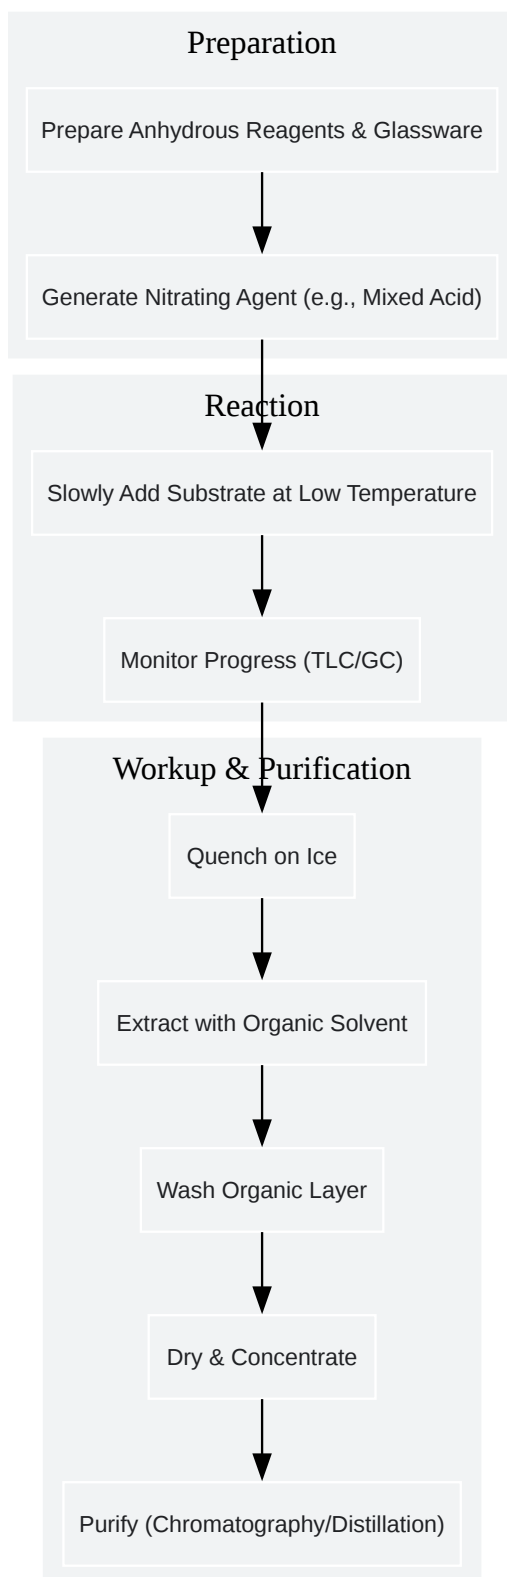 Preparation
Prepare Anhydrous Reagents & Glassware
Generate Nitrating Agent (e.g., Mixed Acid)
Reaction
Slowly Add Substrate at Low Temperature
Monitor Progress (TLC/GC)
Workup & Purification
Quench on Ice
Extract with Organic Solvent
Wash Organic Layer
Dry & Concentrate
Purify (Chromatography/Distillation)